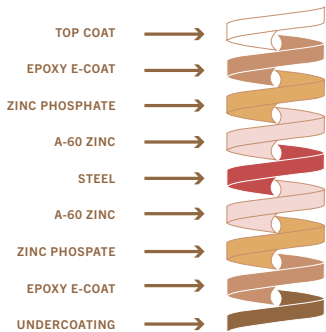 TOP COAT
EPOXY E-COAT
ZINC PHOSPHATE
A-60 ZINC
STEEL
A-60 ZINC
ZINC PHOSPATE
EPOXY E-COAT
UNDERCOATING